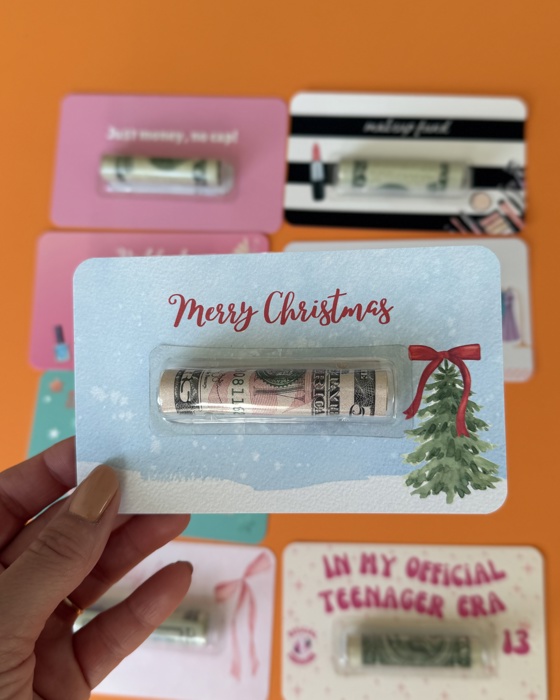 Just money, no cap!
makeup fund
Merry Christmas
IN MY OFFICIAL
TEENAGER ERA
13